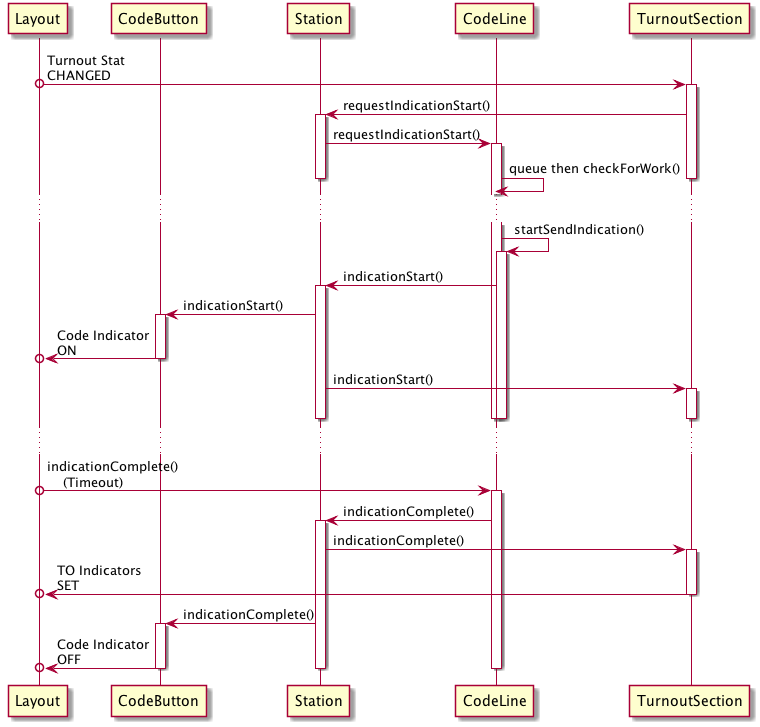 Layout CodeButton Station CodeLine TurnoutSection
Turnout Stat
CHANGED
requestIndicationStart()
requestIndicationStart()
queue then checkForWork()
startSendIndication()
indicationStart()
indicationStart()
Code Indicator
ON
indicationStart()
indicationComplete()
(Timeout)
indicationComplete()
indicationComplete()
TO Indicators
SET
indicationComplete()
Code Indicator
OFF
Layout CodeButton Station CodeLine TurnoutSection